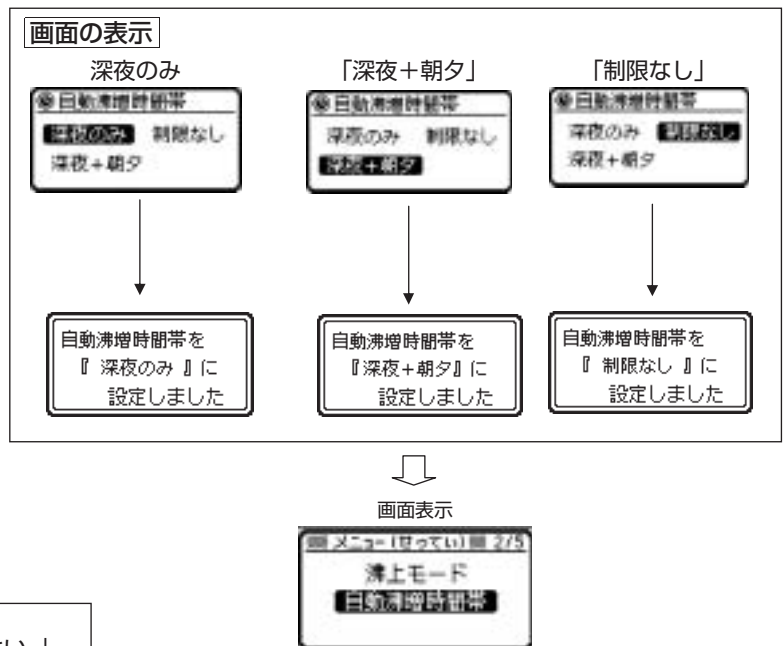 画面の表示
深夜のみ
「深夜＋朝夕」
「制限なし」
自動沸増時間帯
深夜のみ 制限なし
深夜+朝夕
自動沸増時間帯
深夜のみ 制限なし
深夜+朝夕
自動沸増時間帯
深夜のみ 制限なし
深夜+朝夕
自動沸増時間帯を
『 深夜のみ 』に
設定しました
自動沸増時間帯を
『深夜+朝夕』に
設定しました
自動沸増時間帯を
『 制限なし 』に
設定しました
画面表示
メニュー(せってい) 2/5
沸上モード
自動沸増時間帯